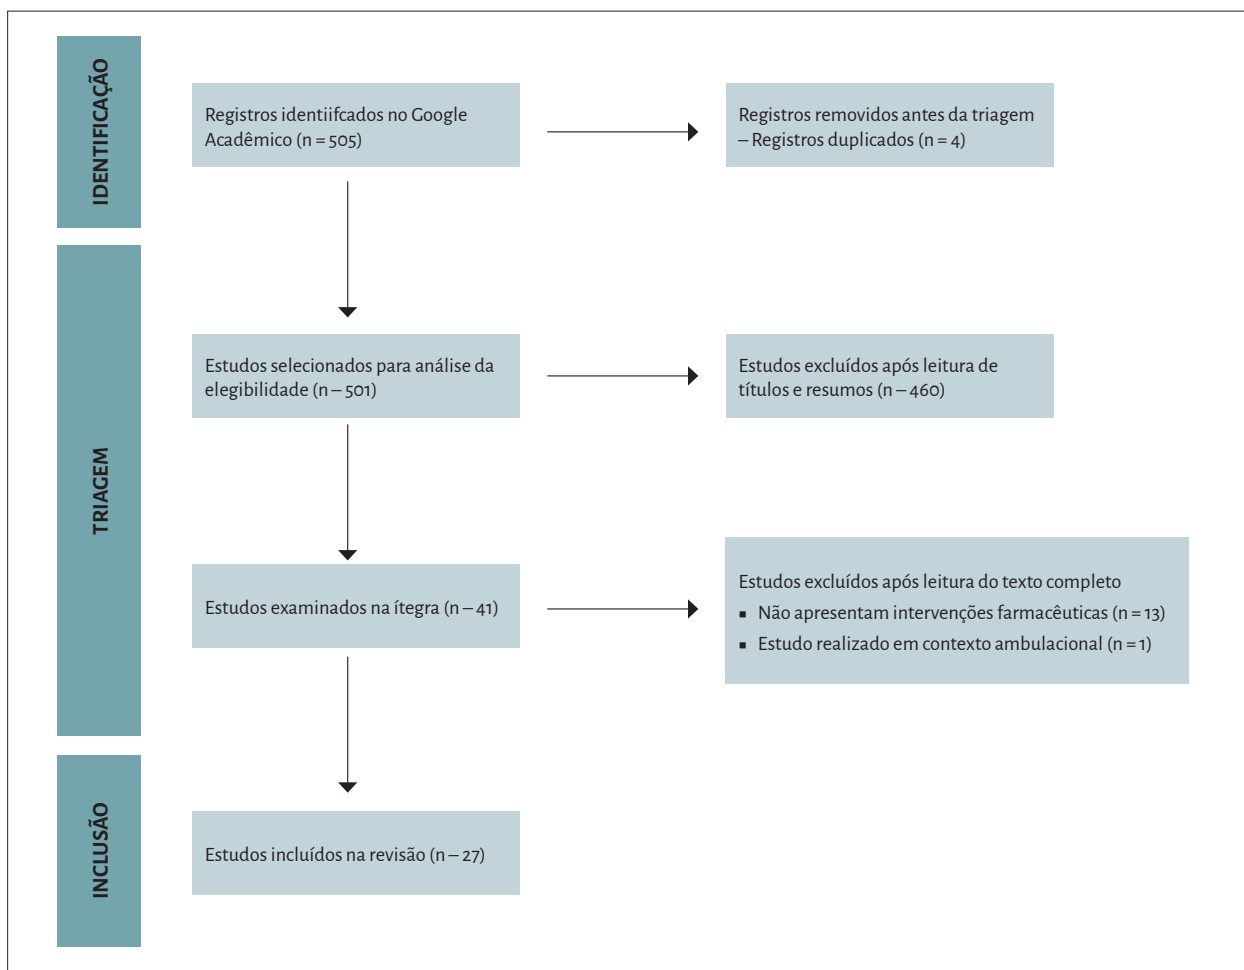 IDENTIFICAÇÃO
Registros identiifcados no Google
Acadêmico (n = 505)
Registros removidos antes da triagem
– Registros duplicados (n = 4)
TRIAGEM
Estudos selecionados para análise da
elegibilidade (n – 501)
Estudos excluídos após leitura de
títulos e resumos (n – 460)
Estudos examinados na ítegra (n – 41)
Estudos excluídos após leitura do texto completo
▪ Não apresentam intervenções farmacêuticas (n = 13)
▪ Estudo realizado em contexto ambulacional (n = 1)
INCLUSÃO
Estudos incluídos na revisão (n – 27)